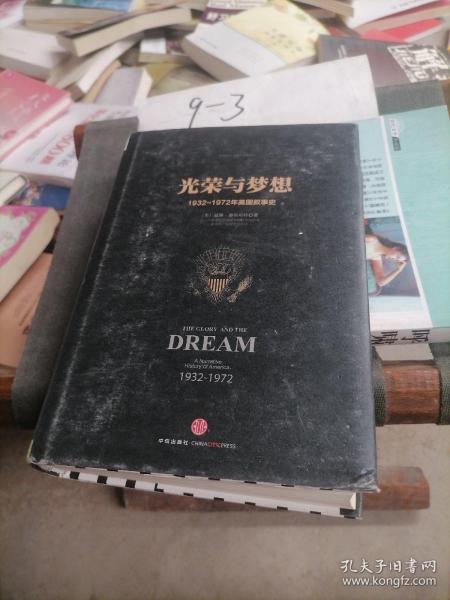 9-3
光荣与梦想
1932~1972年美国叙事史
THE GLORY AND THE
DREAM
A Narrative
History of America,
1932-1972
中信出版社·CHINACITICPRESS
孔夫子旧书网
www.kongfz.com